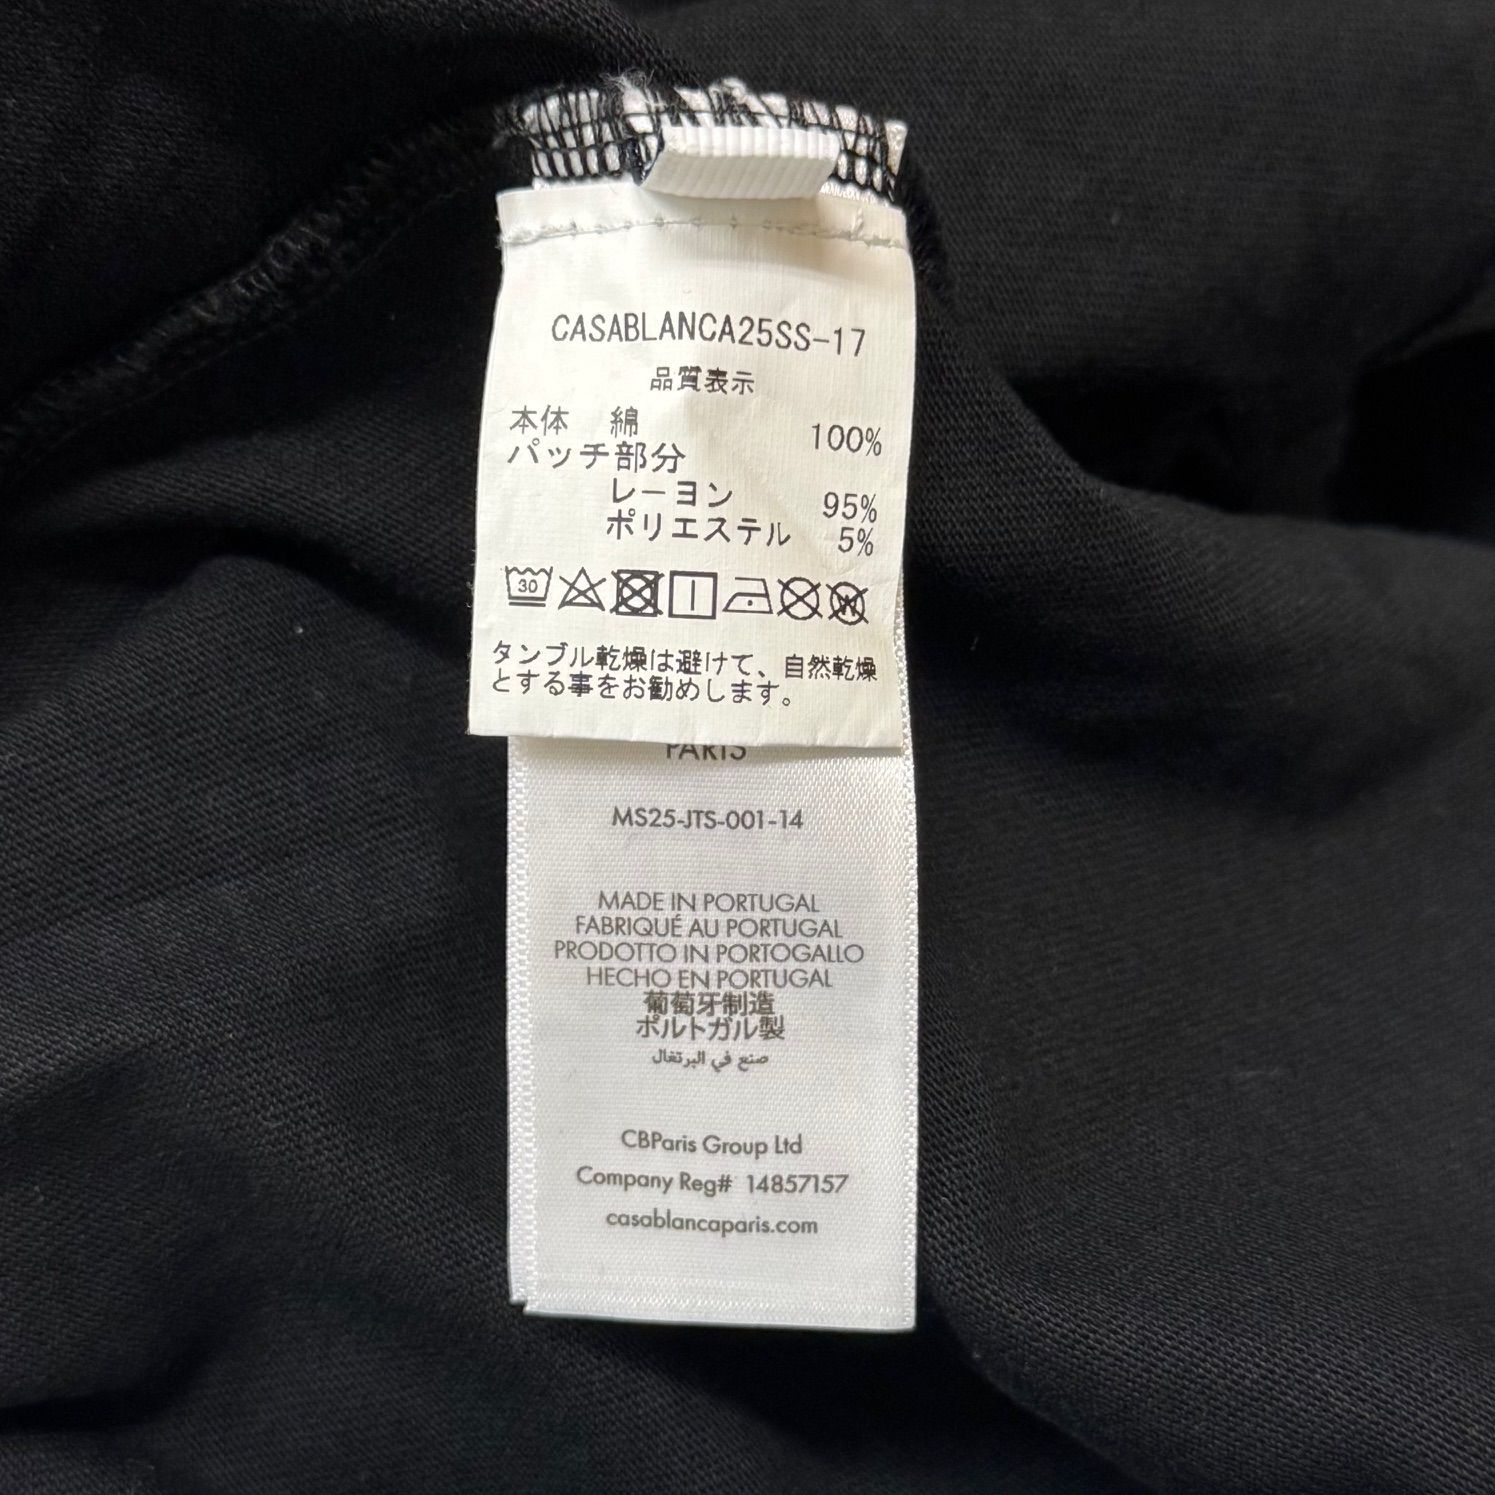 CASABLANCA25SS-17
品質表示
本体 綿 100%
パッチ部分
レーヨン 95%
ポリエステル 5%
30
W
タンブル乾燥は避けて、自然乾燥
とする事をお勧めします。
PARIS
MS25-JTS-001-14
MADE IN PORTUGAL
FABRIQUÉ AU PORTUGAL
PRODOTTO IN PORTOGALLO
HECHO EN PORTUGAL
葡萄牙制造
ポルトガル製
صنع في البرتغال
CBParis Group Ltd
Company Reg# 14857157
casablancaparis.com